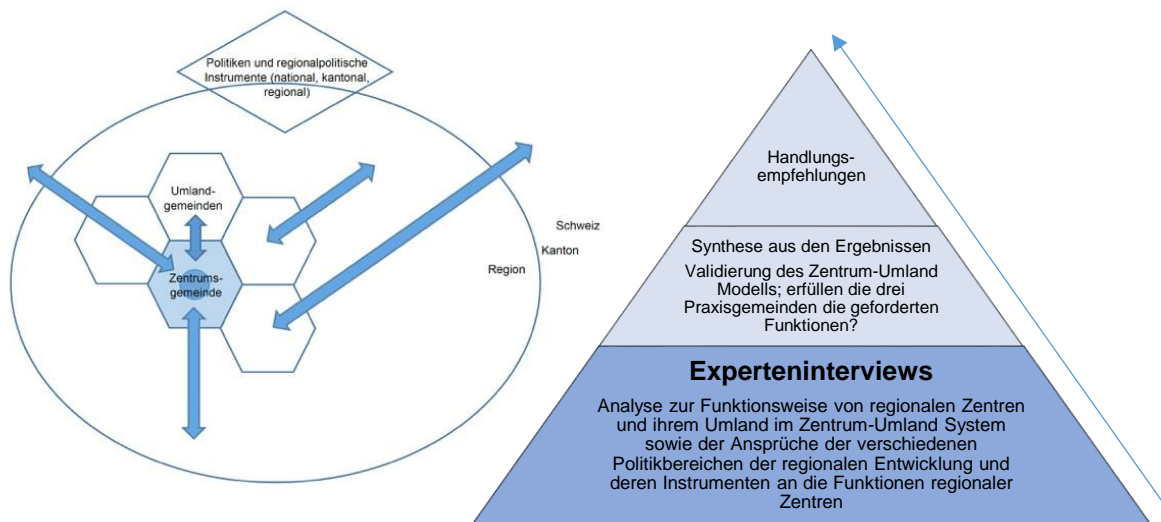 Politiken und regionalpolitische
Instrumente (national, kantonal,
regional)
Umland-
gemeinden
Zentrums-
gemeinde
Schweiz
Kanton
Region
Handlungs-
empfehlungen
Synthese aus den Ergebnissen
Validierung des Zentrum-Umland
Modells; erfüllen die drei
Praxisgemeinden die geforderten
Funktionen?
Experteninterviews
Analyse zur Funktionsweise von regionalen Zentren
und ihrem Umland im Zentrum-Umland System
sowie der Ansprüche der verschiedenen
Politikbereichen der regionalen Entwicklung und
deren Instrumenten an die Funktionen regionaler
Zentren